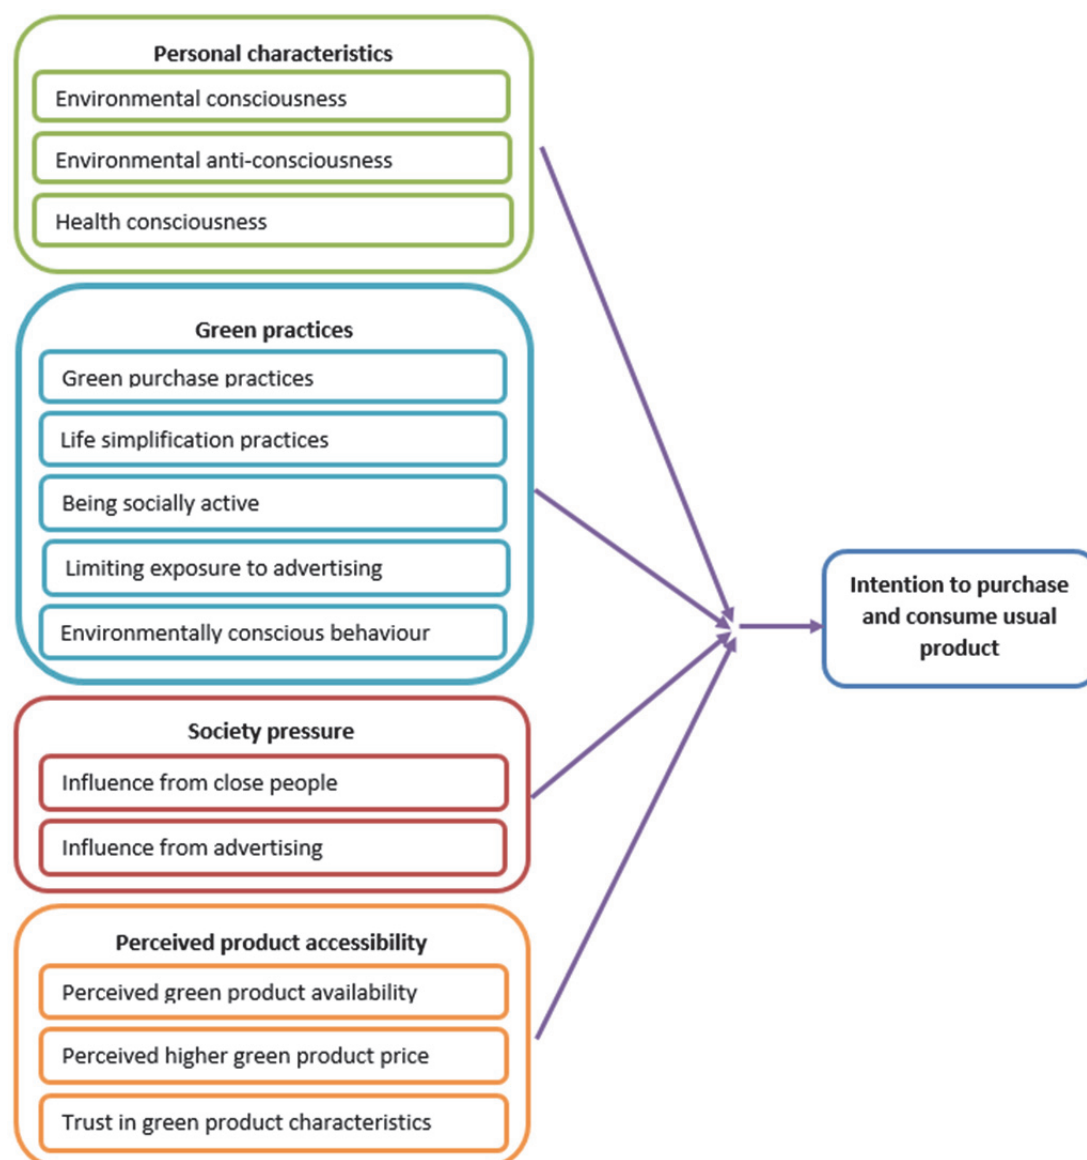 Personal characteristics
Environmental consciousness
Environmental anti-consciousness
Health consciousness
Green practices
Green purchase practices
Life simplification practices
Being socially active
Limiting exposure to advertising
Environmentally conscious behaviour
Society pressure
Influence from close people
Influence from advertising
Perceived product accessibility
Perceived green product availability
Perceived higher green product price
Trust in green product characteristics
Intention to purchase
and consume usual
product